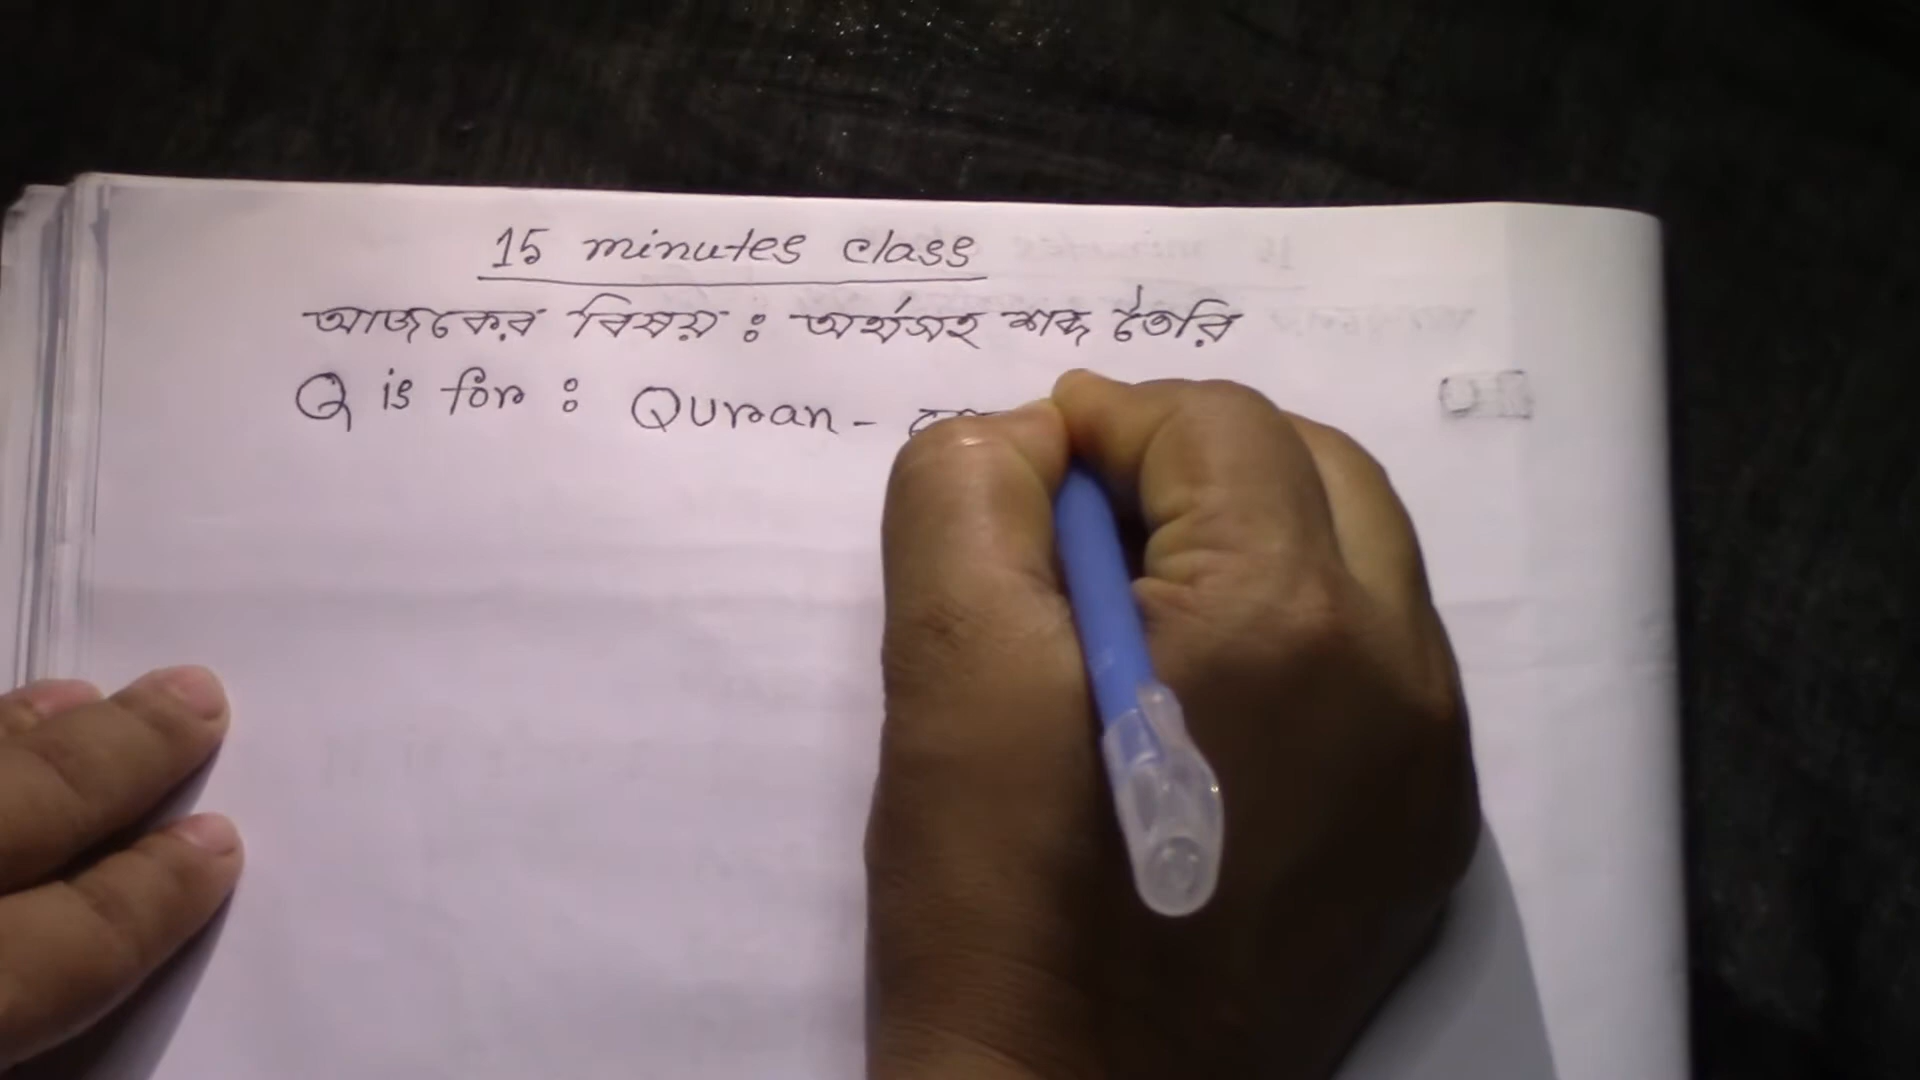 15 minutes class
আজকের বিষয় : অর্থসহ শব্দ তৈরি
Q is for : Quran -